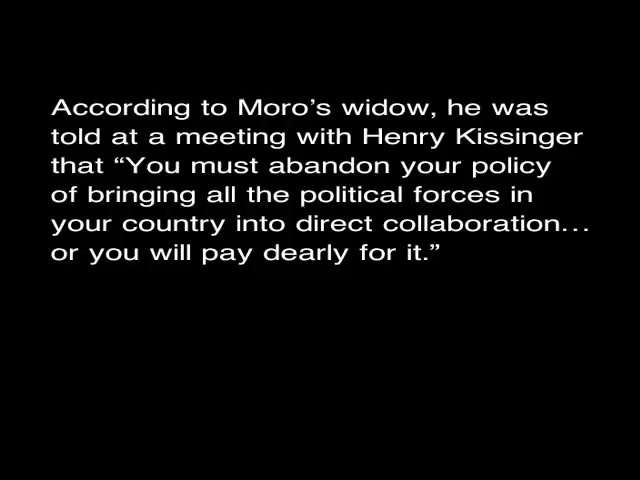 According to Moro’s widow, he was
told at a meeting with Henry Kissinger
that “You must abandon your policy
of bringing all the political forces in
your country into direct collaboration…
or you will pay dearly for it.”